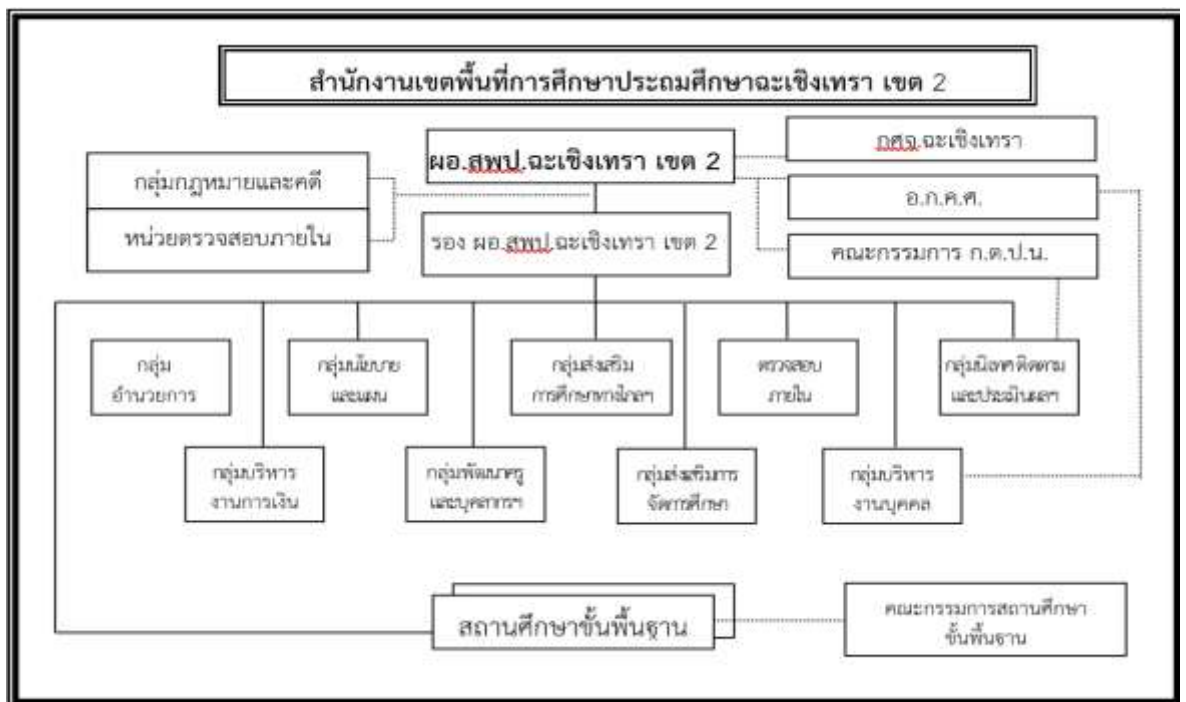 สำนักงานเขตพื้นที่การศึกษาประถมศึกษาฉะเชิงเทรา เขต 2
ผอ.สพป.ฉะเชิงเทรา เขต 2
กศจ.ฉะเชิงเทรา
กลุ่มกฎหมายและคดี
อ.ก.ค.ศ.
หน่วยตรวจสอบภายใน
รอง ผอ.สพป.ฉะเชิงเทรา เขต 2
คณะกรรมการ ก.ต.ป.น.
กลุ่ม
อำนวยการ
กลุ่มนโยบาย
และแผน
กลุ่มส่งเสริม
การศึกษาทางไกลฯ
ตรวจสอบ
ภายใน
กลุ่มนิเทศ ติดตาม
และประเมินผลฯ
กลุ่มบริหาร
งานการเงิน
กลุ่มพัฒนาครู
และบุคลากรฯ
กลุ่มส่งเสริมการ
จัดการศึกษา
กลุ่มบริหาร
งานบุคคล
สถานศึกษาขั้นพื้นฐาน
คณะกรรมการสถานศึกษา
ขั้นพื้นฐาน